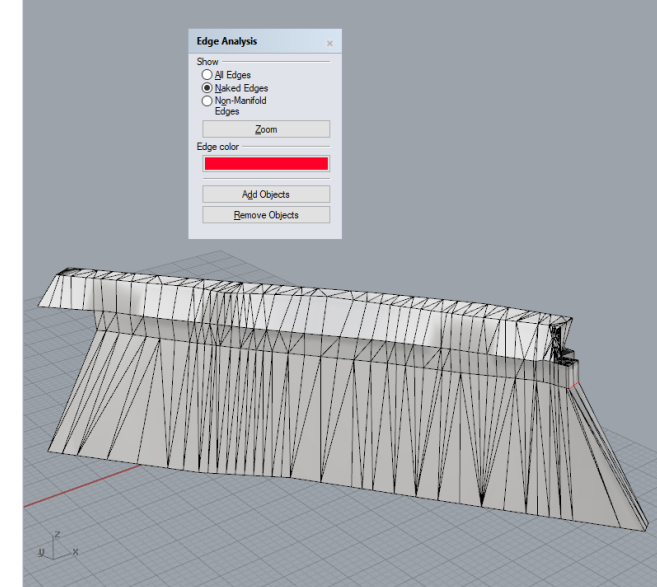 Edge Analysis
Show
All Edges
Naked Edges
Non-Manifold
Edges
Zoom
Edge color
Add Objects
Remove Objects
z
y x